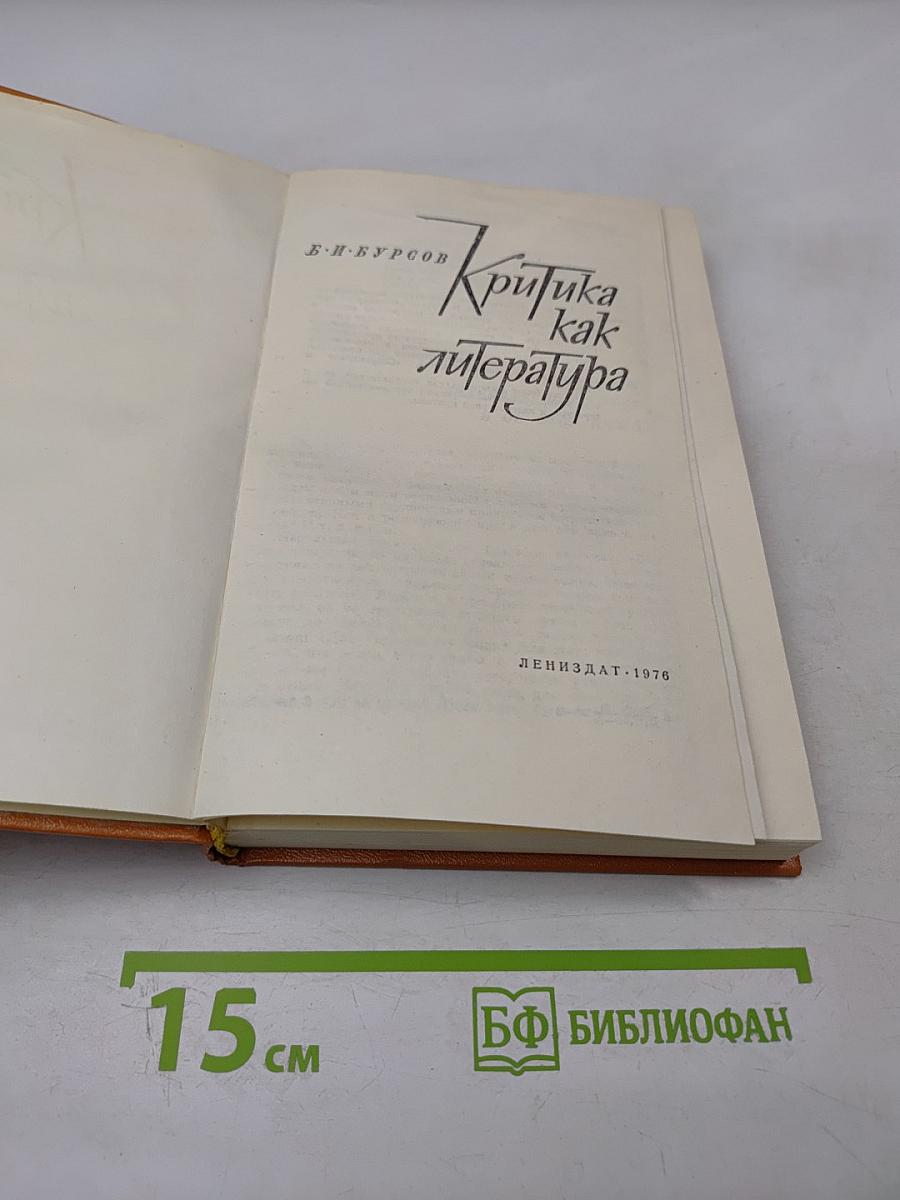 Б·И·БУРСОВ
Критика
как
литература
ЛЕНИЗДАТ·1976
15 см
БФ БИБЛИОФАН